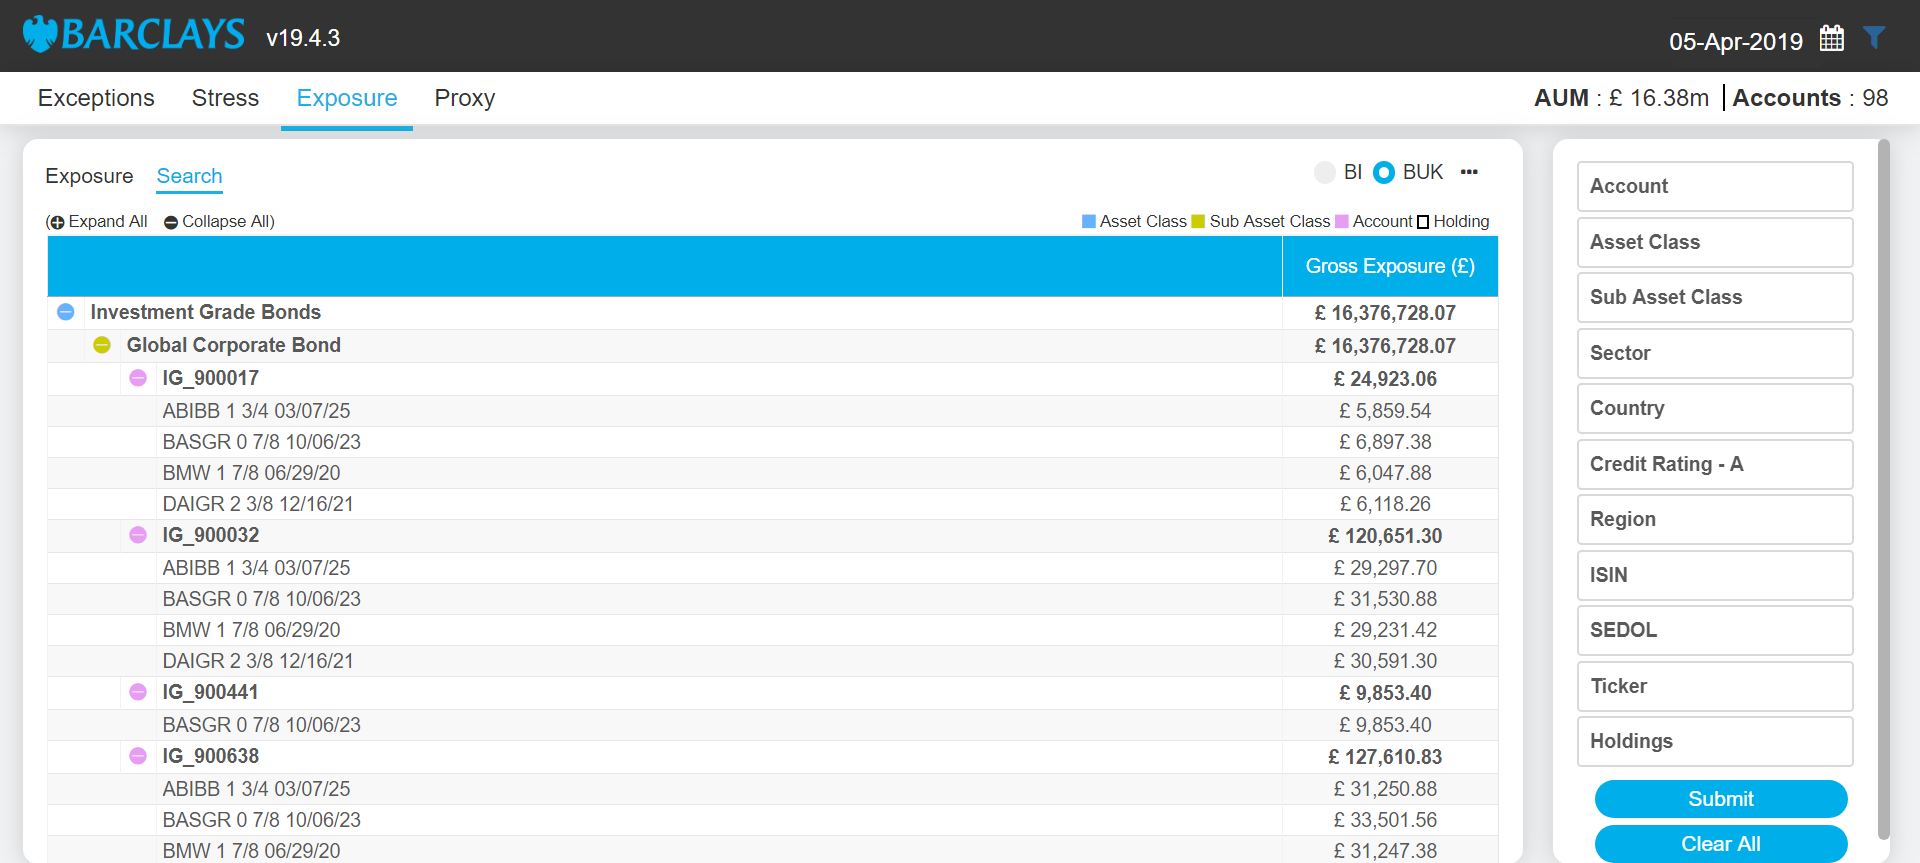 BARCLAYS v19.4.3 05-Apr-2019
Exceptions Stress Exposure Proxy AUM : £ 16.38m Accounts : 98
Exposure Search BI BUK
(Expand All Collapse All) Asset Class Sub Asset Class Account Holding
Gross Exposure (£)
Investment Grade Bonds £ 16,376,728.07
Global Corporate Bond £ 16,376,728.07
IG_900017 £ 24,923.06
ABIBB 1 3/4 03/07/25 £ 5,859.54
BASGR 0 7/8 10/06/23 £ 6,897.38
BMW 1 7/8 06/29/20 £ 6,047.88
DAIGR 2 3/8 12/16/21 £ 6,118.26
IG_900032 £ 120,651.30
ABIBB 1 3/4 03/07/25 £ 29,297.70
BASGR 0 7/8 10/06/23 £ 31,530.88
BMW 1 7/8 06/29/20 £ 29,231.42
DAIGR 2 3/8 12/16/21 £ 30,591.30
IG_900441 £ 9,853.40
BASGR 0 7/8 10/06/23 £ 9,853.40
IG_900638 £ 127,610.83
ABIBB 1 3/4 03/07/25 £ 31,250.88
BASGR 0 7/8 10/06/23 £ 33,501.56
BMW 1 7/8 06/29/20 £ 31,247.38
Account
Asset Class
Sub Asset Class
Sector
Country
Credit Rating - A
Region
ISIN
SEDOL
Ticker
Holdings
Submit
Clear All